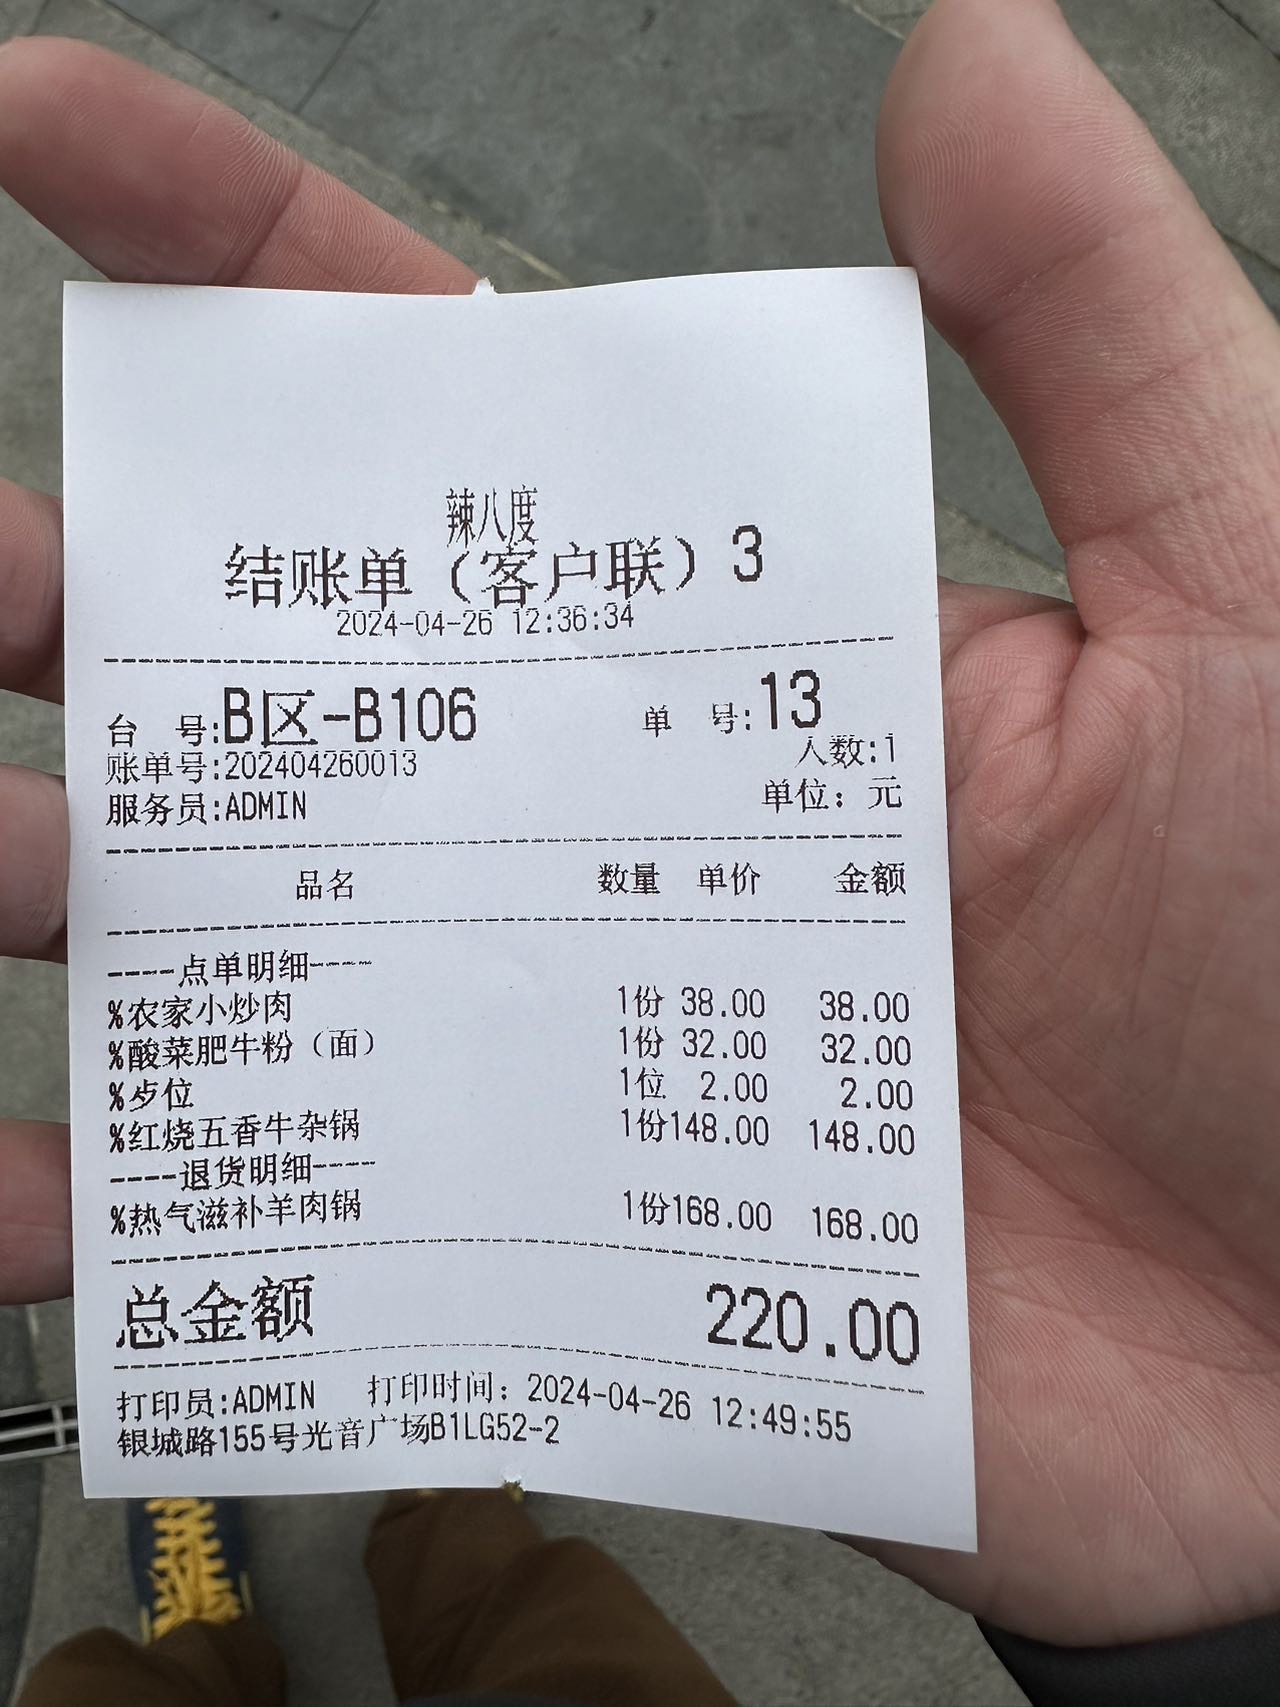 辣八度
结账单（客户联）3
2024-04-26 12:36:34
台 号:B区-B106 单 号:13
账单号:202404260013 人数:1
服务员:ADMIN 单位：元
品名 数量 单价 金额
----点单明细----
%农家小炒肉 1份 38.00 38.00
%酸菜肥牛粉（面） 1份 32.00 32.00
%歺位 1位 2.00 2.00
%红烧五香牛杂锅 1份148.00 148.00
----退货明细----
%热气滋补羊肉锅 1份168.00 168.00
总金额 220.00
打印员:ADMIN 打印时间：2024-04-26 12:49:55
银城路155号光音广场B1LG52-2